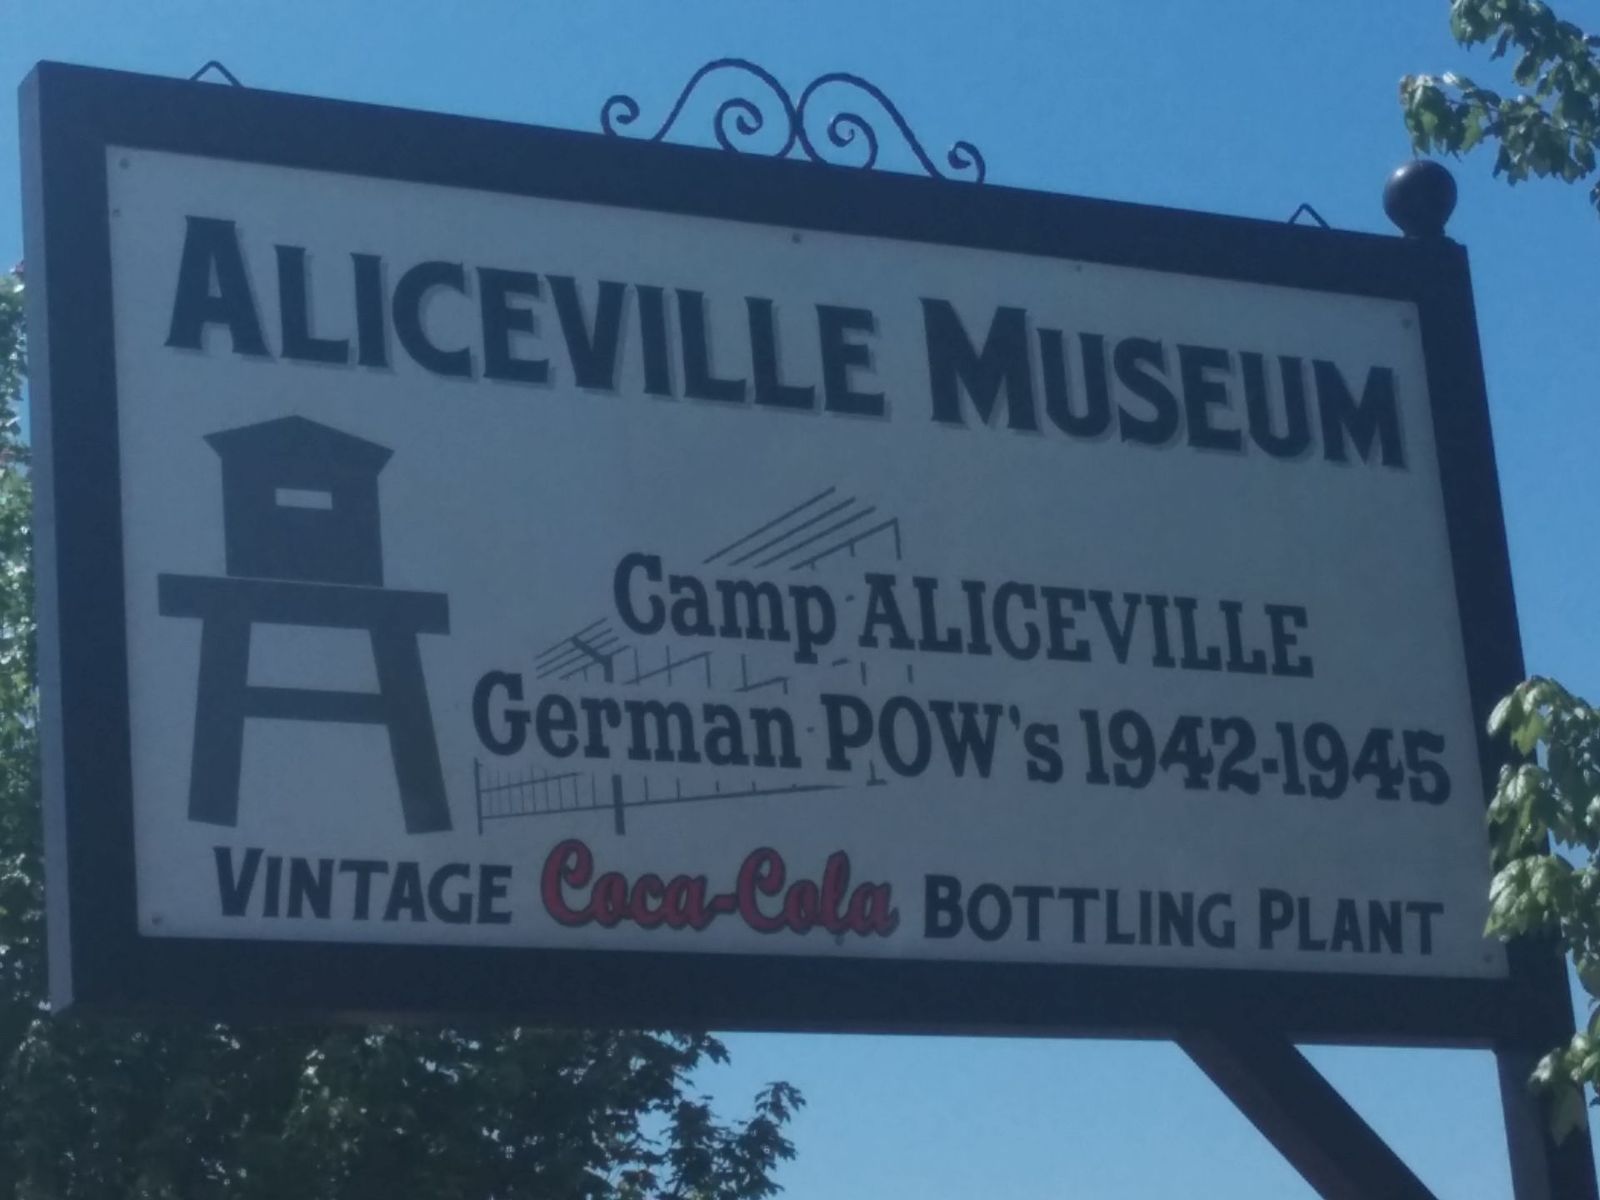 ALICEVILLE MUSEUM
Camp ALICEVILLE
German POW's 1942-1945
VINTAGE Coca-Cola BOTTLING PLANT